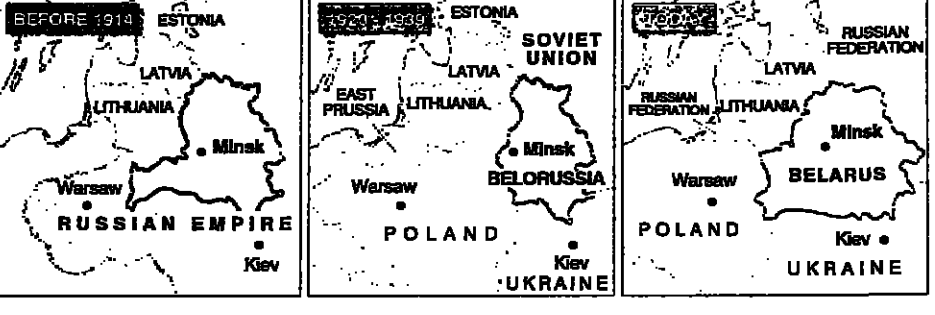 BEFORE 1914
ESTONIA
LATVIA
LITHUANIA
Minsk
Warsaw
RUSSIAN EMPIRE
Kiev
1920-1939
ESTONIA
SOVIET
UNION
LATVIA
EAST
PRUSSIA
LITHUANIA
Minsk
BELORUSSIA
Warsaw
POLAND
Kiev
UKRAINE
TODAY
RUSSIAN
FEDERATION
LATVIA
RUSSIAN
FEDERATION
LITHUANIA
Minsk
BELARUS
Warsaw
POLAND
Kiev
UKRAINE